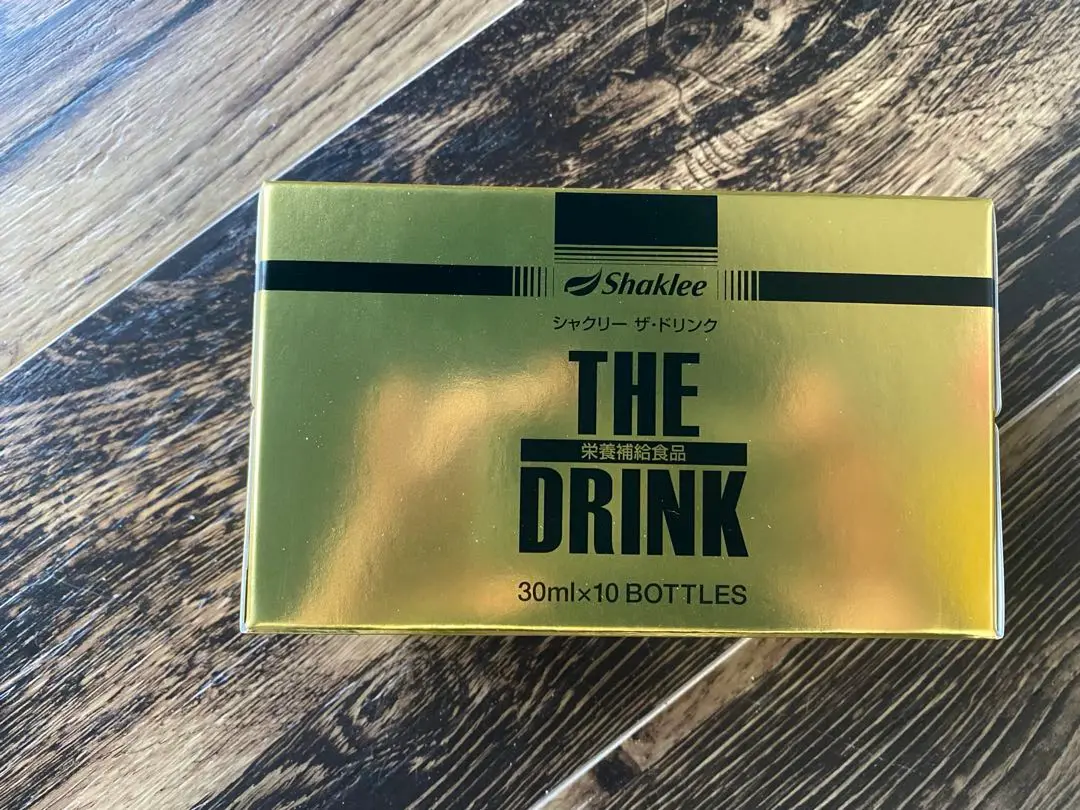 Shaklee
シャクリー ザ・ドリンク
THE
栄養補給食品
DRINK
30ml×10 BOTTLES